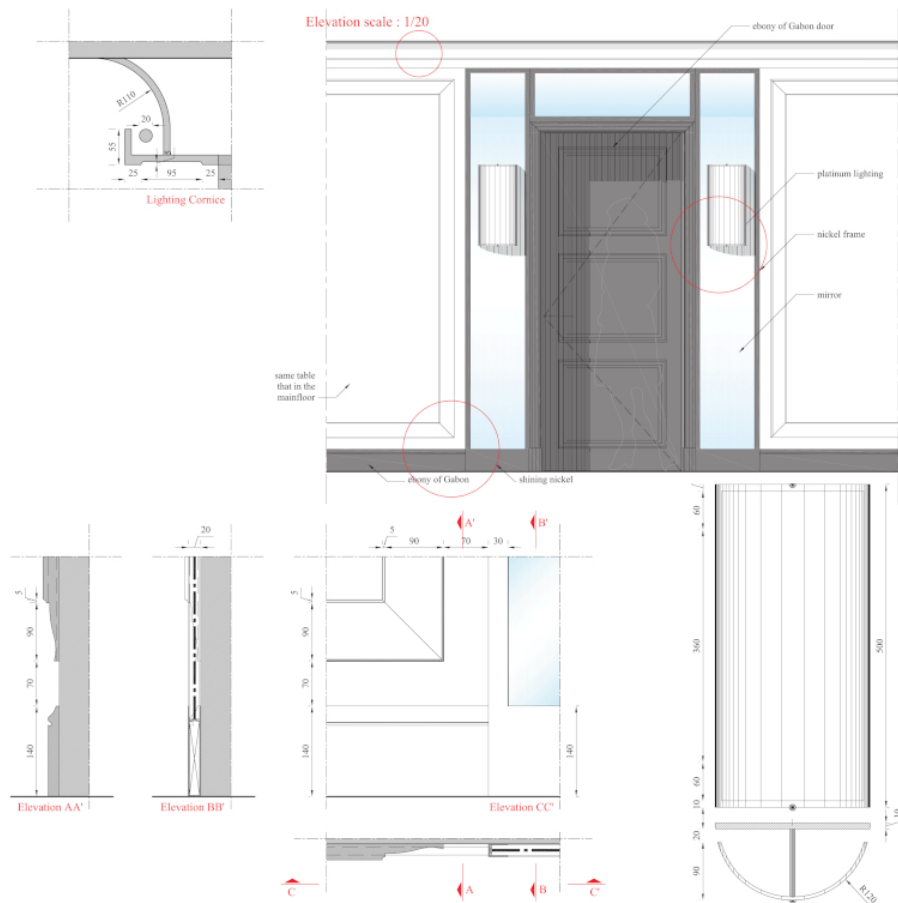 Elevation scale : 1/20
ebony of Gabon door
R110
20
55
25
95
25
Lighting Cornice
platinum lighting
nickel frame
mirror
same table
that in the
mainfloor
ebony of Gabon
shining nickel
20
A'
B'
5
90
70
30
5
90
70
140
5
90
70
140
140
Elevation AA'
Elevation BB'
Elevation CC'
C
A
B
C'
60
360
500
60
10
10
20
90
R120